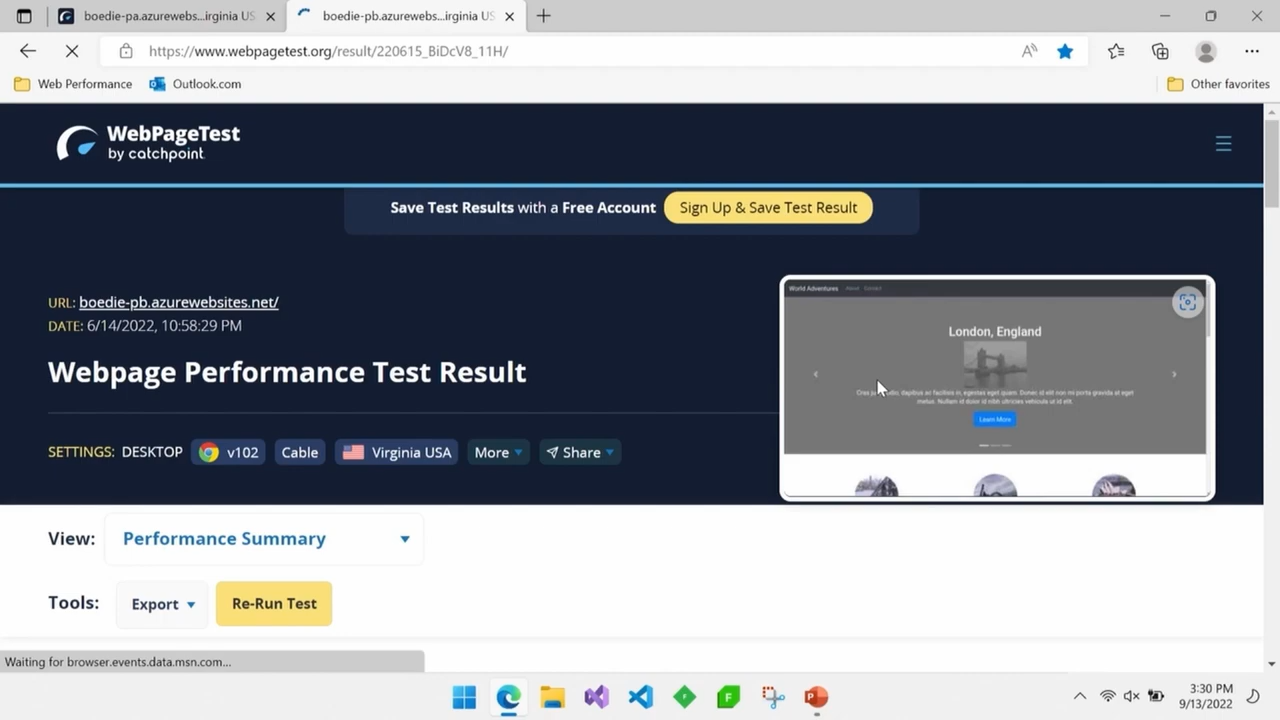 boedie-pa.azurewebs...irginia US
boedie-pb.azurewebs...irginia US
https://www.webpagetest.org/result/220615_BiDcV8_11H/
Web Performance
Outlook.com
Other favorites
WebPageTest
by catchpoint
Save Test Results with a Free Account
Sign Up & Save Test Result
URL: boedie-pb.azurewebsites.net/
DATE: 6/14/2022, 10:58:29 PM
Webpage Performance Test Result
SETTINGS: DESKTOP
v102
Cable
Virginia USA
More
Share
World Adventures
About
Contact
London, England
Learn More
View:
Performance Summary
Tools:
Export
Re-Run Test
Waiting for browser.events.data.msn.com...
3:30 PM
9/13/2022